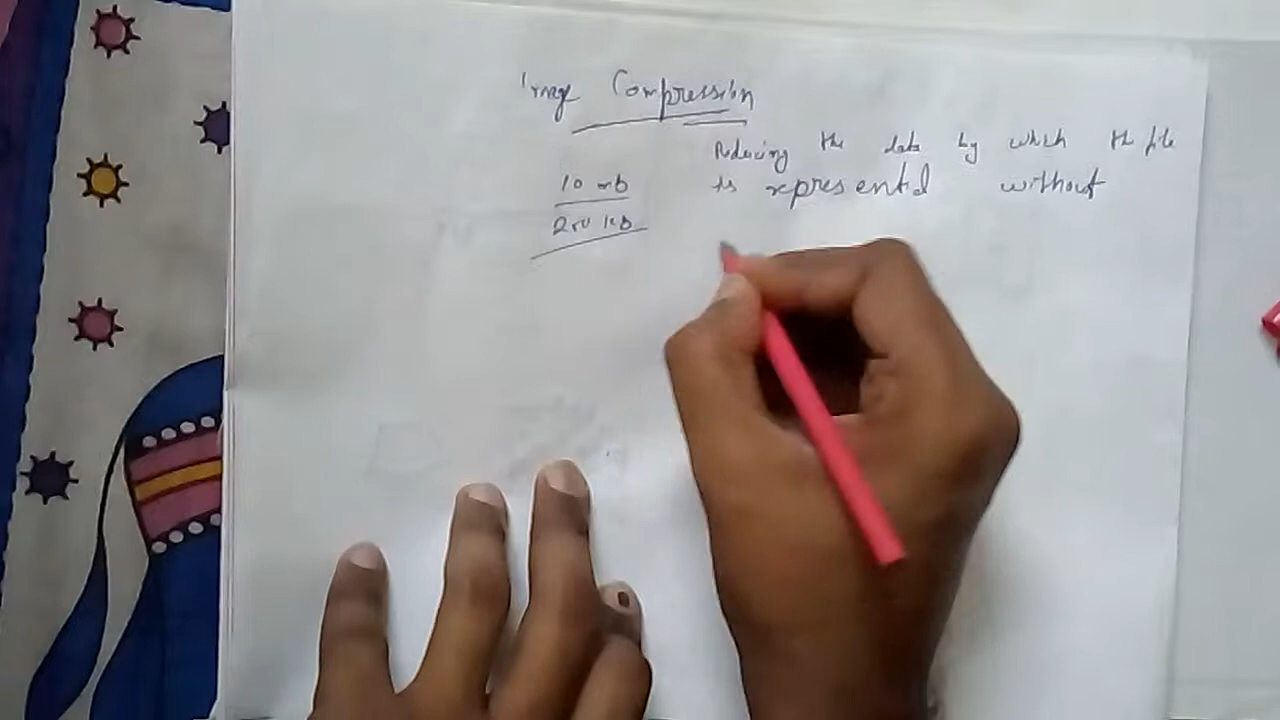 Image Compression
Reducing the data by which the file
is represented without
10 mb
200 kb